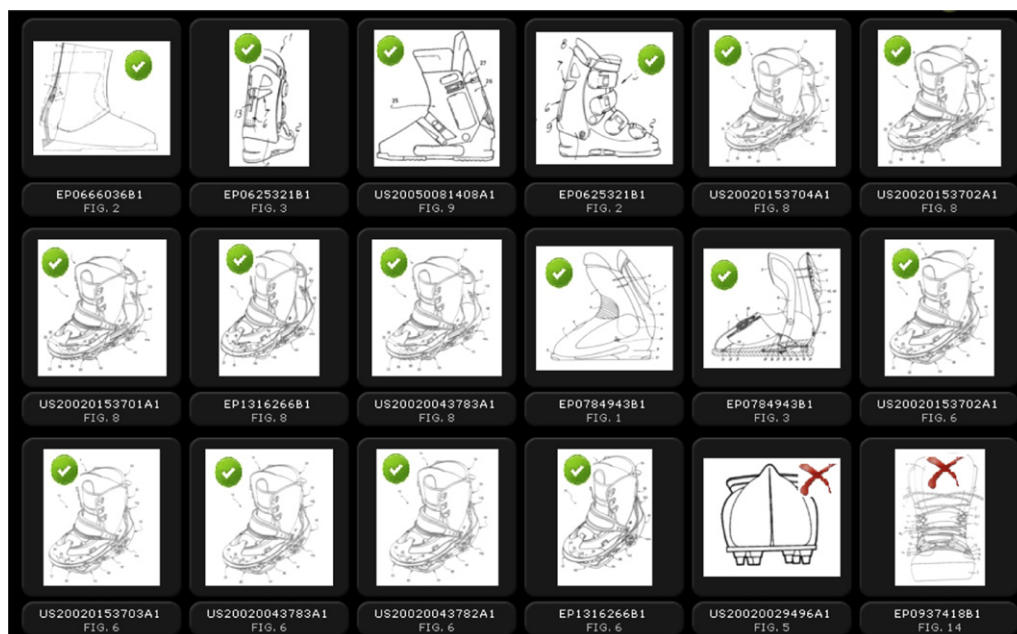 EP0666036B1
FIG. 2
EP0625321B1
FIG. 3
US20050081408A1
FIG. 9
EP0625321B1
FIG. 2
US20020153704A1
FIG. 8
US20020153702A1
FIG. 8
US20020153701A1
FIG. 8
EP1316266B1
FIG. 8
US20020043783A1
FIG. 8
EP0784943B1
FIG. 1
EP0784943B1
FIG. 3
US20020153702A1
FIG. 6
US20020153703A1
FIG. 6
US20020043783A1
FIG. 6
US20020043782A1
FIG. 6
EP1316266B1
FIG. 6
US20020029496A1
FIG. 5
EP0937418B1
FIG. 14